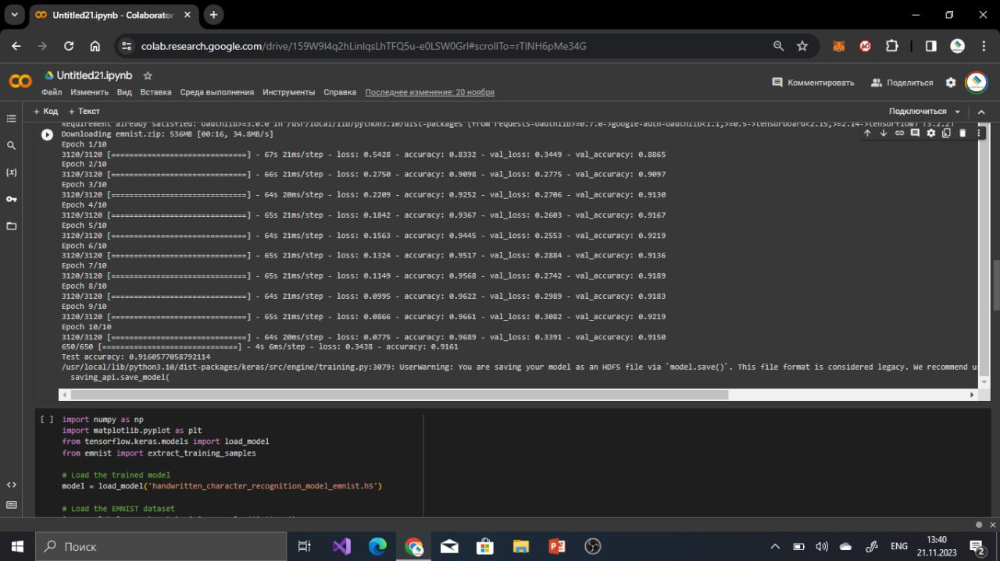 Untitled21.ipynb - Colaborator
colab.research.google.com/drive/159W9l4q2hLinlqsLhTFQ5u-e0LSW0Grl#scrollTo=rTlNH6pMe34G
Untitled21.ipynb
Комментировать
Поделиться
Файл Изменить Вид Вставка Среда выполнения Инструменты Справка Последнее изменение: 20 ноября
+ Код + Текст
Подключиться
Requirement already satisfied: oauthlib>=3.0.0 in /usr/local/lib/python3.10/dist-packages (from requests-oauthlib>=0.7.0->google-auth-oauthlib<1.1,>=0.5->tensorboard<2.15,>=2.14->tensorflow) (3.2.2)
Downloading emnist.zip: 536MB [00:16, 34.8MB/s]
Epoch 1/10
3120/3120 [==============================] - 67s 21ms/step - loss: 0.5428 - accuracy: 0.8332 - val_loss: 0.3449 - val_accuracy: 0.8865
Epoch 2/10
3120/3120 [==============================] - 66s 21ms/step - loss: 0.2750 - accuracy: 0.9098 - val_loss: 0.2775 - val_accuracy: 0.9097
Epoch 3/10
3120/3120 [==============================] - 64s 20ms/step - loss: 0.2209 - accuracy: 0.9252 - val_loss: 0.2706 - val_accuracy: 0.9130
Epoch 4/10
3120/3120 [==============================] - 65s 21ms/step - loss: 0.1842 - accuracy: 0.9367 - val_loss: 0.2603 - val_accuracy: 0.9167
Epoch 5/10
3120/3120 [==============================] - 64s 21ms/step - loss: 0.1563 - accuracy: 0.9445 - val_loss: 0.2553 - val_accuracy: 0.9219
Epoch 6/10
3120/3120 [==============================] - 65s 21ms/step - loss: 0.1324 - accuracy: 0.9517 - val_loss: 0.2884 - val_accuracy: 0.9136
Epoch 7/10
3120/3120 [==============================] - 65s 21ms/step - loss: 0.1149 - accuracy: 0.9568 - val_loss: 0.2742 - val_accuracy: 0.9189
Epoch 8/10
3120/3120 [==============================] - 64s 21ms/step - loss: 0.0995 - accuracy: 0.9622 - val_loss: 0.2989 - val_accuracy: 0.9183
Epoch 9/10
3120/3120 [==============================] - 65s 21ms/step - loss: 0.0866 - accuracy: 0.9661 - val_loss: 0.3082 - val_accuracy: 0.9219
Epoch 10/10
3120/3120 [==============================] - 64s 20ms/step - loss: 0.0775 - accuracy: 0.9689 - val_loss: 0.3391 - val_accuracy: 0.9150
650/650 [==============================] - 4s 6ms/step - loss: 0.3438 - accuracy: 0.9161
Test accuracy: 0.9160577058792114
/usr/local/lib/python3.10/dist-packages/keras/src/engine/training.py:3079: UserWarning: You are saving your model as an HDF5 file via `model.save()`. This file format is considered legacy. We recommend u
saving_api.save_model(
[ ] import numpy as np
import matplotlib.pyplot as plt
from tensorflow.keras.models import load_model
from emnist import extract_training_samples
# Load the trained model
model = load_model('handwritten_character_recognition_model_emnist.h5')
# Load the EMNIST dataset
Поиск
ENG
13:40
21.11.2023
2